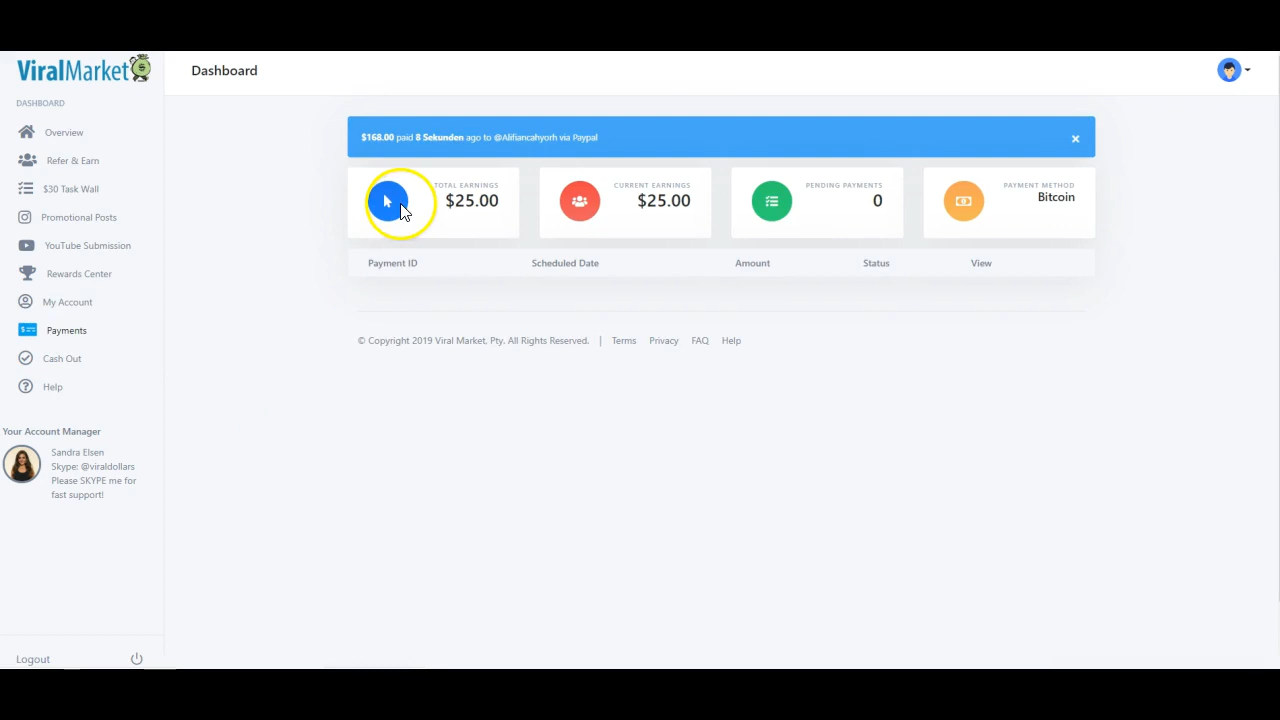 ViralMarket
Dashboard
DASHBOARD
Overview
Refer & Earn
$30 Task Wall
Promotional Posts
YouTube Submission
Rewards Center
My Account
Payments
Cash Out
Help
Your Account Manager
Sandra Elsen
Skype: @viraldollars
Please SKYPE me for
fast support!
Logout
$168.00 paid 8 Sekunden ago to @Alifiancahyorh via Paypal
TOTAL EARNINGS
$25.00
CURRENT EARNINGS
$25.00
PENDING PAYMENTS
0
PAYMENT METHOD
Bitcoin
Payment ID Scheduled Date Amount Status View
© Copyright 2019 Viral Market, Pty. All Rights Reserved. | Terms Privacy FAQ Help